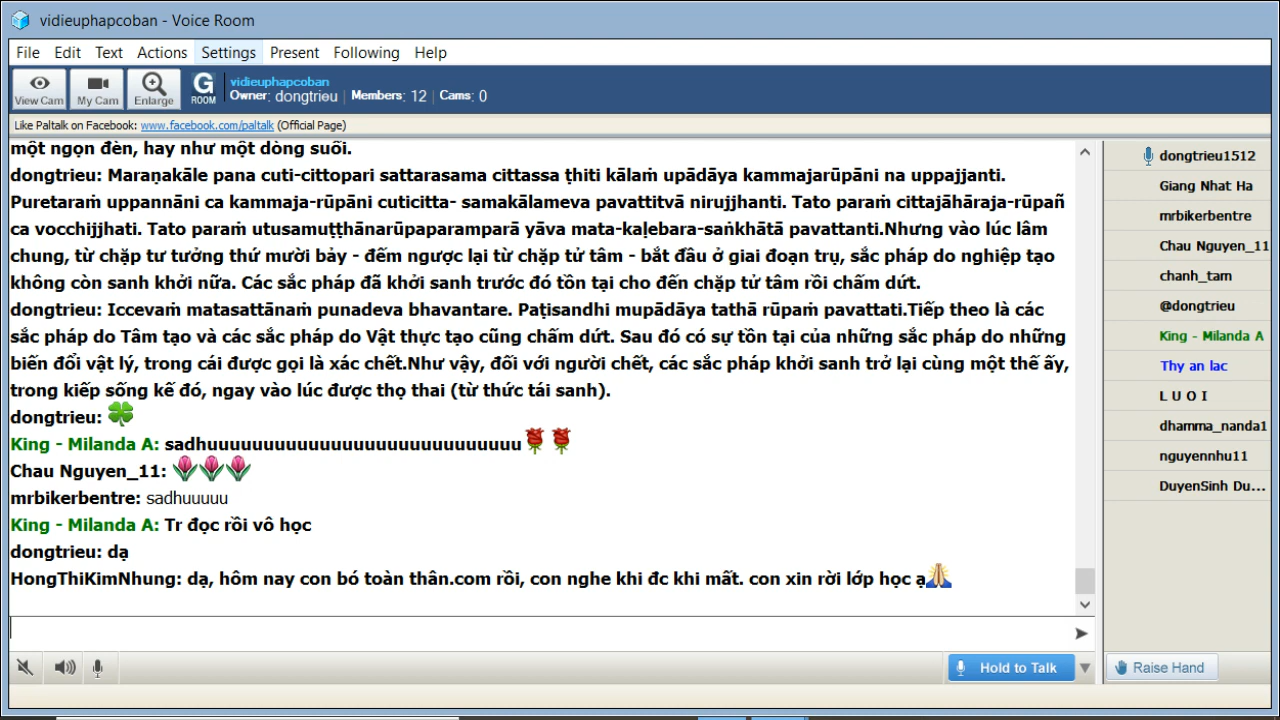 vidieuphapcoban - Voice Room
File Edit Text Actions Settings Present Following Help
View Cam My Cam Enlarge G ROOM
vidieuphapcoban
Owner: dongtrieu | Members: 12 | Cams: 0
Like Paltalk on Facebook: www.facebook.com/paltalk (Official Page)
một ngọn đèn, hay như một dòng suối.
dongtrieu: Maraṇakāle pana cuti-cittopari sattarasama cittassa ṭhiti kālaṁ upādāya kammajarūpāni na uppajjanti.
Puretaraṁ uppannāni ca kammaja-rūpāni cuticitta- samakālameva pavattitvā nirujjhanti. Tato paraṁ cittajāhāraja-rūpañ
ca vocchijjhati. Tato paraṁ utusamuṭṭhānarūpaparamparā yāva mata-kaḷebara-saṅkhātā pavattanti.Nhưng vào lúc lâm
chung, từ chặp tư tưởng thứ mười bảy - đếm ngược lại từ chặp tử tâm - bắt đầu ở giai đoạn trụ, sắc pháp do nghiệp tạo
không còn sanh khởi nữa. Các sắc pháp đã khởi sanh trước đó tồn tại cho đến chặp tử tâm rồi chấm dứt.
dongtrieu: Iccevaṁ matasattānaṁ punadeva bhavantare. Paṭisandhi mupādāya tathā rūpaṁ pavattati.Tiếp theo là các
sắc pháp do Tâm tạo và các sắc pháp do Vật thực tạo cũng chấm dứt. Sau đó có sự tồn tại của những sắc pháp do những
biến đổi vật lý, trong cái được gọi là xác chết.Như vậy, đối với người chết, các sắc pháp khởi sanh trở lại cùng một thế ấy,
trong kiếp sống kế đó, ngay vào lúc được thọ thai (từ thức tái sanh).
dongtrieu: 🍀
King - Milanda A: sadhuuuuuuuuuuuuuuuuuuuuuuuuuuuu🌹🌹
Chau Nguyen_11: 🌷🌷🌷
mrbikerbentre: sadhuuuuu
King - Milanda A: Tr đọc rồi vô học
dongtrieu: dạ
HongThiKimNhung: dạ, hôm nay con bó toàn thân.com rồi, con nghe khi đc khi mất. con xin rời lớp học ạ🙏
Hold to Talk
dongtrieu1512
Giang Nhat Ha
mrbikerbentre
Chau Nguyen_11
chanh_tam
@dongtrieu
King - Milanda A
Thy an lac
L U O I
dhamma_nanda1
nguyennhu11
DuyenSinh Du...
Raise Hand